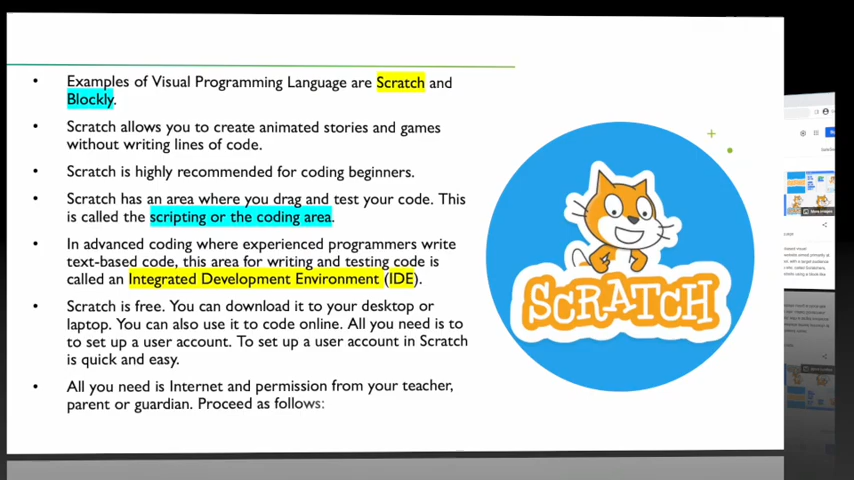 Examples of Visual Programming Language are Scratch and
Blockly.
Scratch allows you to create animated stories and games
without writing lines of code.
Scratch is highly recommended for coding beginners.
Scratch has an area where you drag and test your code. This
is called the scripting or the coding area.
In advanced coding where experienced programmers write
text-based code, this area for writing and testing code is
called an Integrated Development Environment (IDE).
Scratch is free. You can download it to your desktop or
laptop. You can also use it to code online. All you need is to
to set up a user account. To set up a user account in Scratch
is quick and easy.
All you need is Internet and permission from your teacher,
parent or guardian. Proceed as follows:
SCRATCH